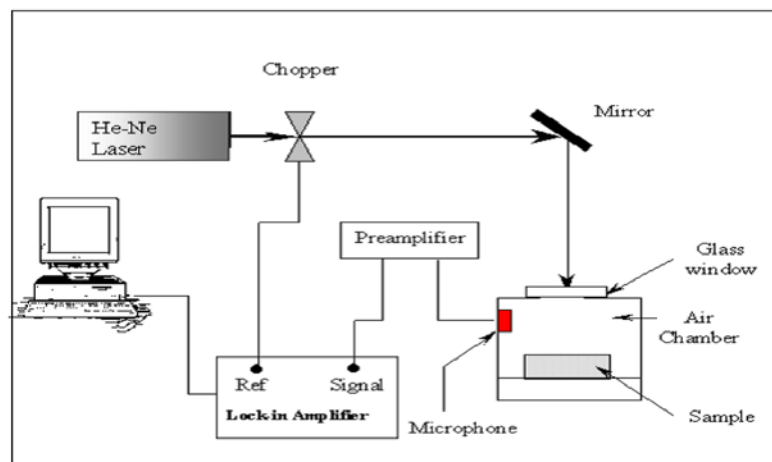 Chopper
He-Ne
Laser
Mirror
Preamplifier
Glass
window
Air
Chamber
Ref
Signal
Lock-in Amplifier
Microphone
Sample